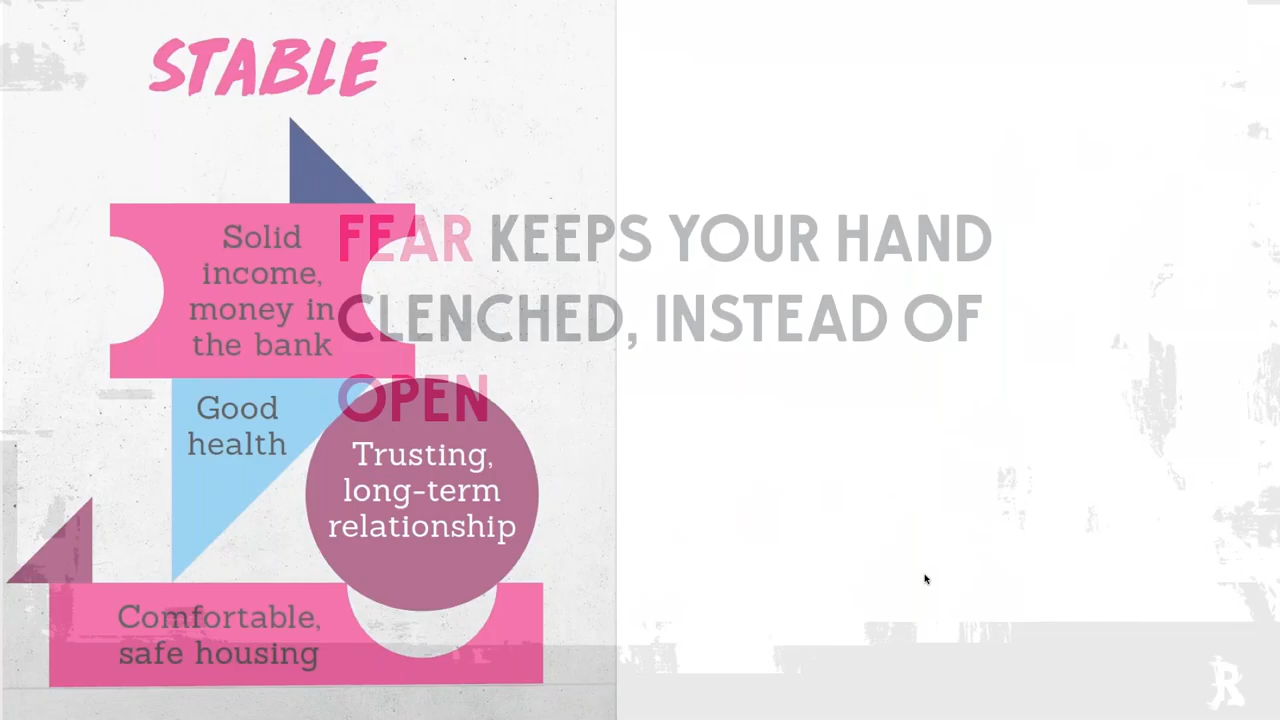 STABLE
Solid
income,
money in
the bank
FEAR KEEPS YOUR HAND
CLENCHED, INSTEAD OF
OPEN
Good
health
Trusting,
long-term
relationship
Comfortable,
safe housing
R